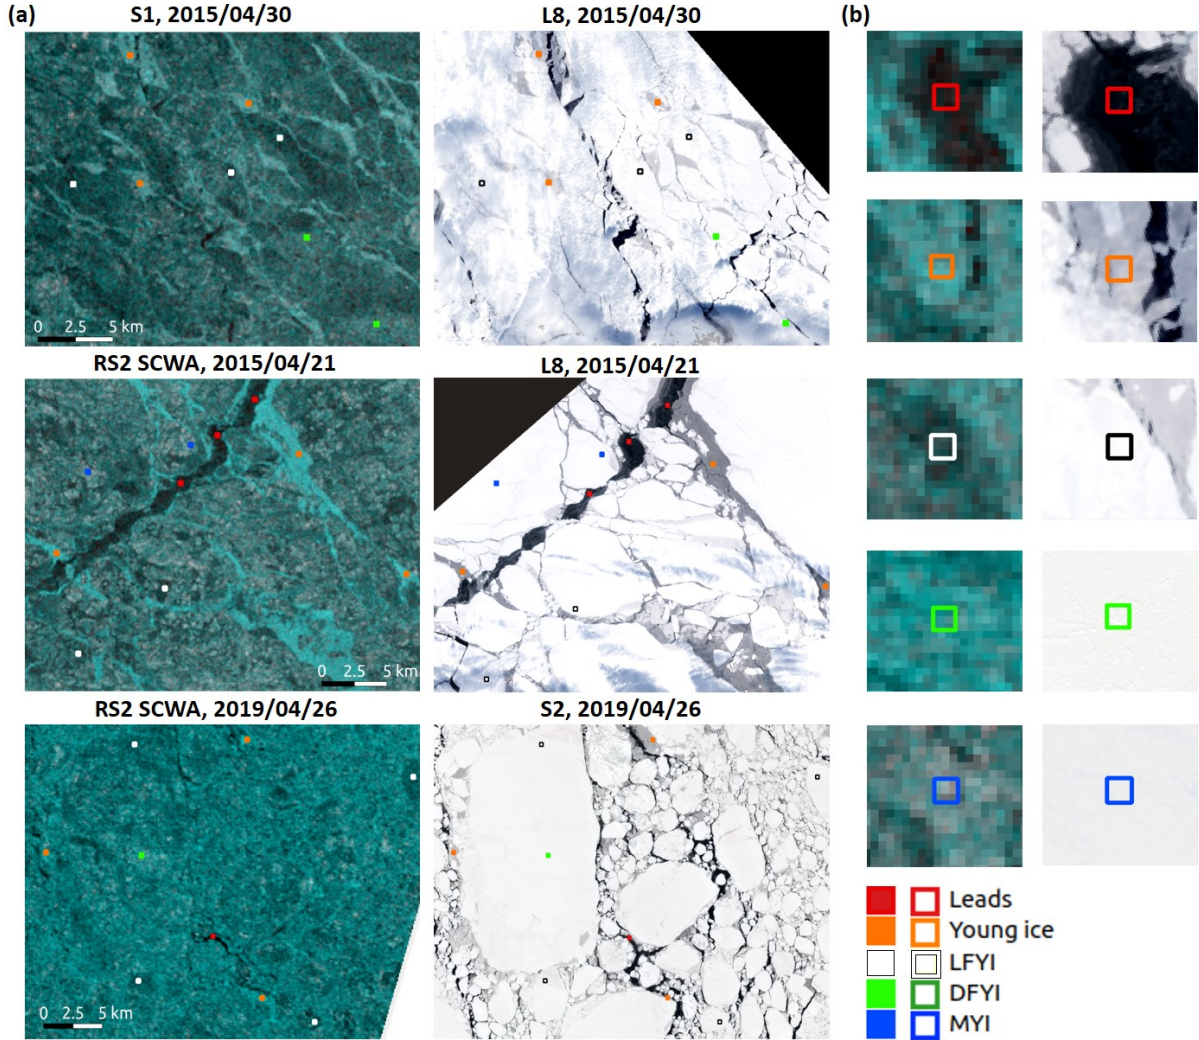 (a)
S1, 2015/04/30
L8, 2015/04/30
(b)
0 2.5 5 km
RS2 SCWA, 2015/04/21
L8, 2015/04/21
0 2.5 5 km
RS2 SCWA, 2019/04/26
S2, 2019/04/26
0 2.5 5 km
Leads
Young ice
LFYI
DFYI
MYI